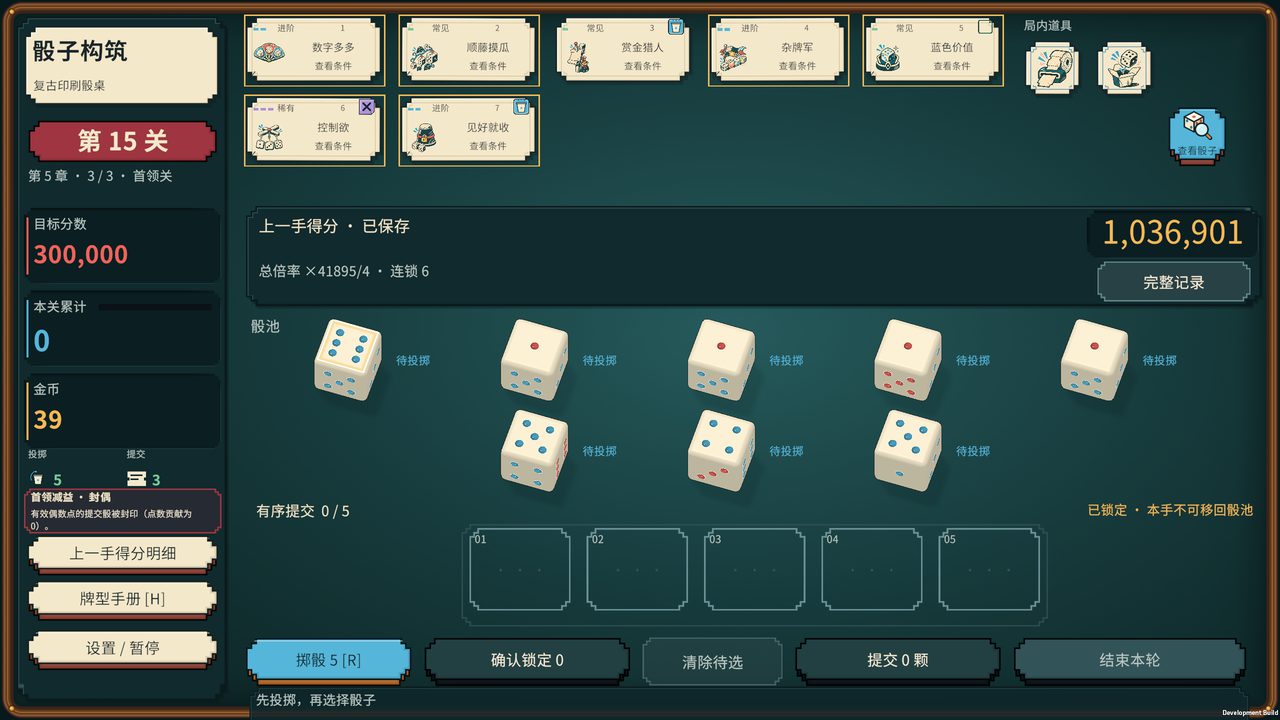 骰子构筑
复古印刷骰桌
第 15 关
第 5 章 · 3 / 3 · 首领关
目标分数
300,000
本关累计
0
金币
39
投掷
提交
5
3
首领减益 · 封偶
有效偶数点的提交骰被封印（点数贡献为
0）。
上一手得分明细
牌型手册 [H]
设置 / 暂停
进阶 1
数字多多
查看条件
常见 2
顺藤摸瓜
查看条件
常见 3
赏金猎人
查看条件
进阶 4
杂牌军
查看条件
常见 5
蓝色价值
查看条件
稀有 6
控制欲
查看条件
进阶 7
见好就收
查看条件
局内道具
查看骰子
上一手得分 · 已保存
1,036,901
总倍率 ×41895/4 · 连锁 6
完整记录
骰池
待投掷
待投掷
待投掷
待投掷
待投掷
待投掷
待投掷
待投掷
有序提交 0 / 5
已锁定 · 本手不可移回骰池
01
02
03
04
05
掷骰 5 [R]
确认锁定 0
清除待选
提交 0 颗
结束本轮
先投掷，再选择骰子
Development Build